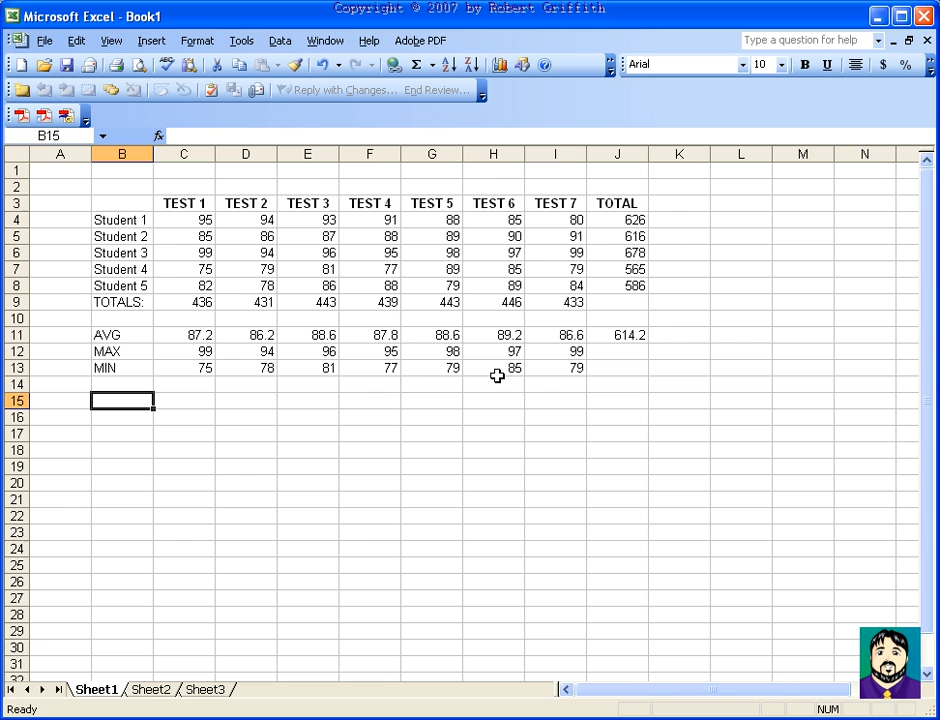 Copyright © 2007 by Robert Griffith
Microsoft Excel - Book1
File Edit View Insert Format Tools Data Window Help Adobe PDF Type a question for help
Σ Arial 10 B U $ %
Reply with Changes... End Review...
B15 fx
A B C D E F G H I J K L M N
1
2
3 TEST 1 TEST 2 TEST 3 TEST 4 TEST 5 TEST 6 TEST 7 TOTAL
4 Student 1 95 94 93 91 88 85 80 626
5 Student 2 85 86 87 88 89 90 91 616
6 Student 3 99 94 96 95 98 97 99 678
7 Student 4 75 79 81 77 89 85 79 565
8 Student 5 82 78 86 88 79 89 84 586
9 TOTALS: 436 431 443 439 443 446 433
10
11 AVG 87.2 86.2 88.6 87.8 88.6 89.2 86.6 614.2
12 MAX 99 94 96 95 98 97 99
13 MIN 75 78 81 77 79 85 79
14
15
16
17
18
19
20
21
22
23
24
25
26
27
28
29
30
31
32
Sheet1 Sheet2 Sheet3
Ready NUM